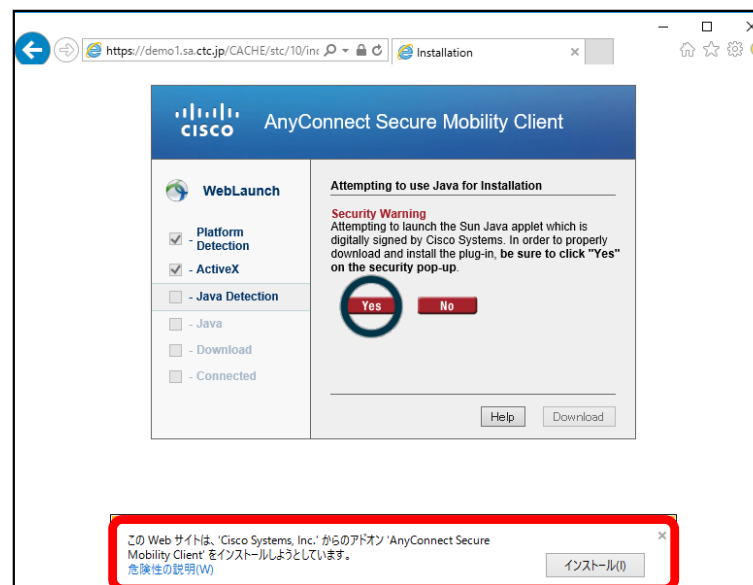 https://demo1.sa.ctc.jp/CACHE/stc/10/inc
Installation
CISCO
AnyConnect Secure Mobility Client
WebLaunch
- Platform
Detection
- ActiveX
- Java Detection
- Java
- Download
- Connected
Attempting to use Java for Installation
Security Warning
Attempting to launch the Sun Java applet which is
digitally signed by Cisco Systems. In order to properly
download and install the plug-in, be sure to click "Yes"
on the security pop-up.
Yes
No
Help
Download
この Web サイトは、'Cisco Systems, Inc.' からのアドオン 'AnyConnect Secure
Mobility Client' をインストールしようとしています。
危険性の説明(W)
インストール(I)